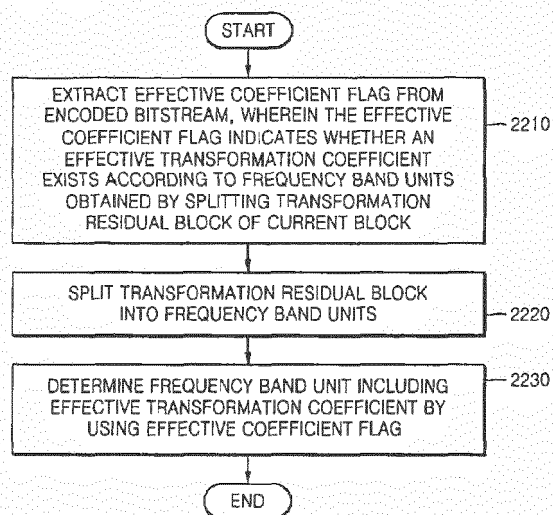 START
EXTRACT EFFECTIVE COEFFICIENT FLAG FROM
ENCODED BITSTREAM, WHEREIN THE EFFECTIVE
COEFFICIENT FLAG INDICATES WHETHER AN
EFFECTIVE TRANSFORMATION COEFFICIENT
EXISTS ACCORDING TO FREQUENCY BAND UNITS
OBTAINED BY SPLITTING TRANSFORMATION
RESIDUAL BLOCK OF CURRENT BLOCK
2210
SPLIT TRANSFORMATION RESIDUAL BLOCK
INTO FREQUENCY BAND UNITS
2220
DETERMINE FREQUENCY BAND UNIT INCLUDING
EFFECTIVE TRANSFORMATION COEFFICIENT BY
USING EFFECTIVE COEFFICIENT FLAG
2230
END